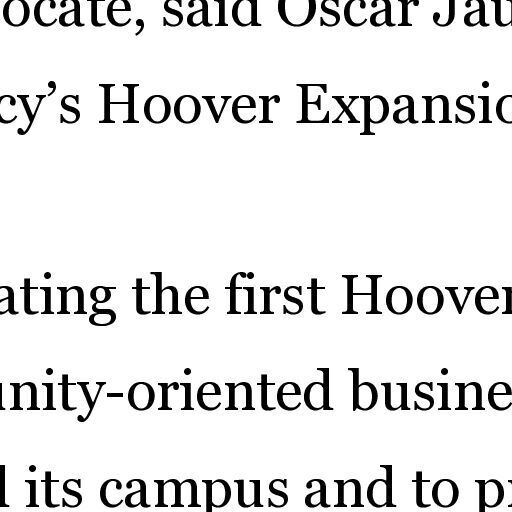 ocate, said Oscar Jau
cy’s Hoover Expansio
ating the first Hoover
unity-oriented busine
l its campus and to pr